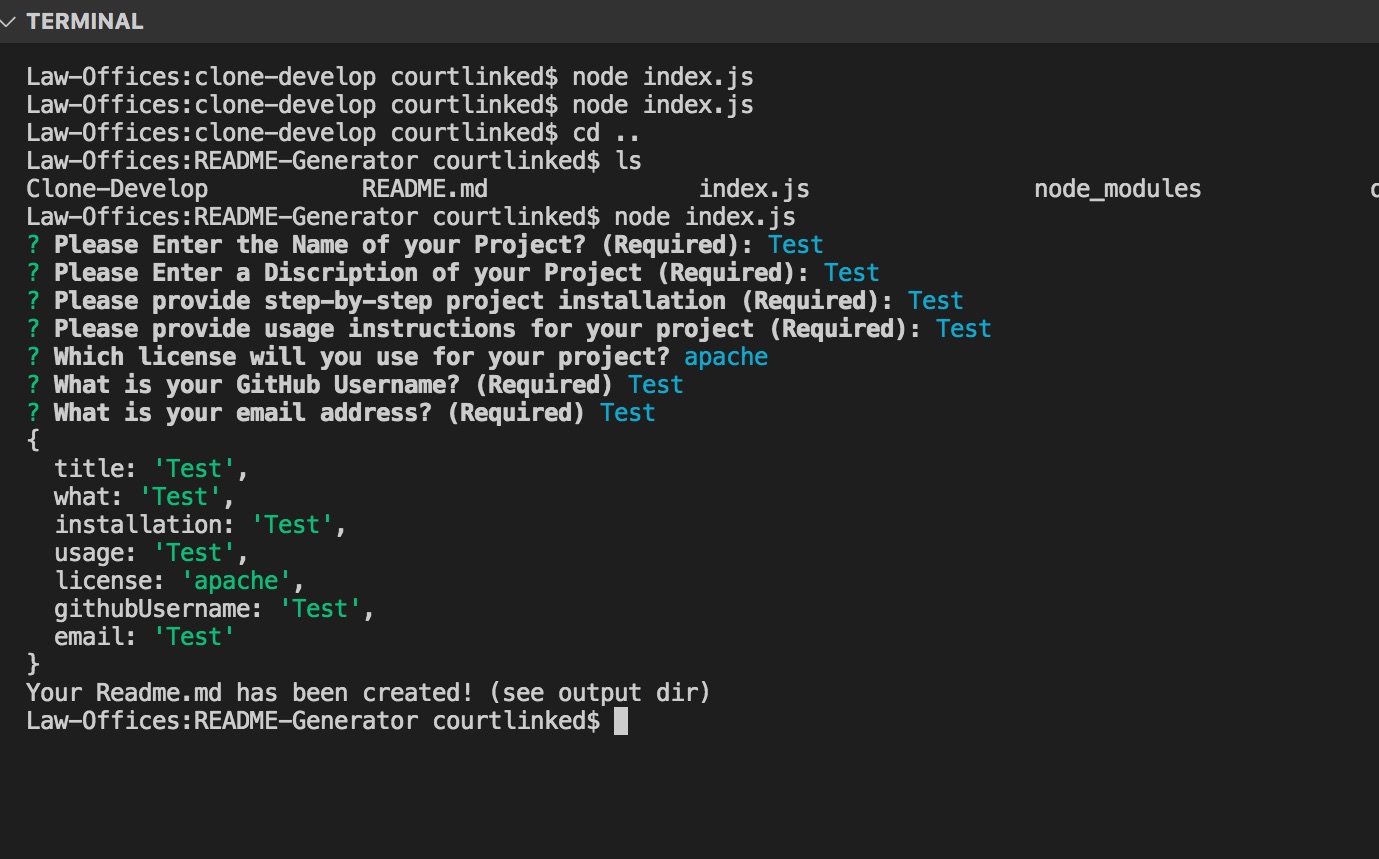 TERMINAL
Law-Offices:clone-develop courtlinked$ node index.js
Law-Offices:clone-develop courtlinked$ node index.js
Law-Offices:clone-develop courtlinked$ cd ..
Law-Offices:README-Generator courtlinked$ ls
Clone-Develop README.md index.js node_modules
Law-Offices:README-Generator courtlinked$ node index.js
? Please Enter the Name of your Project? (Required): Test
? Please Enter a Discription of your Project (Required): Test
? Please provide step-by-step project installation (Required): Test
? Please provide usage instructions for your project (Required): Test
? Which license will you use for your project? apache
? What is your GitHub Username? (Required) Test
? What is your email address? (Required) Test
{
  title: 'Test',
  what: 'Test',
  installation: 'Test',
  usage: 'Test',
  license: 'apache',
  githubUsername: 'Test',
  email: 'Test'
}
Your Readme.md has been created! (see output dir)
Law-Offices:README-Generator courtlinked$